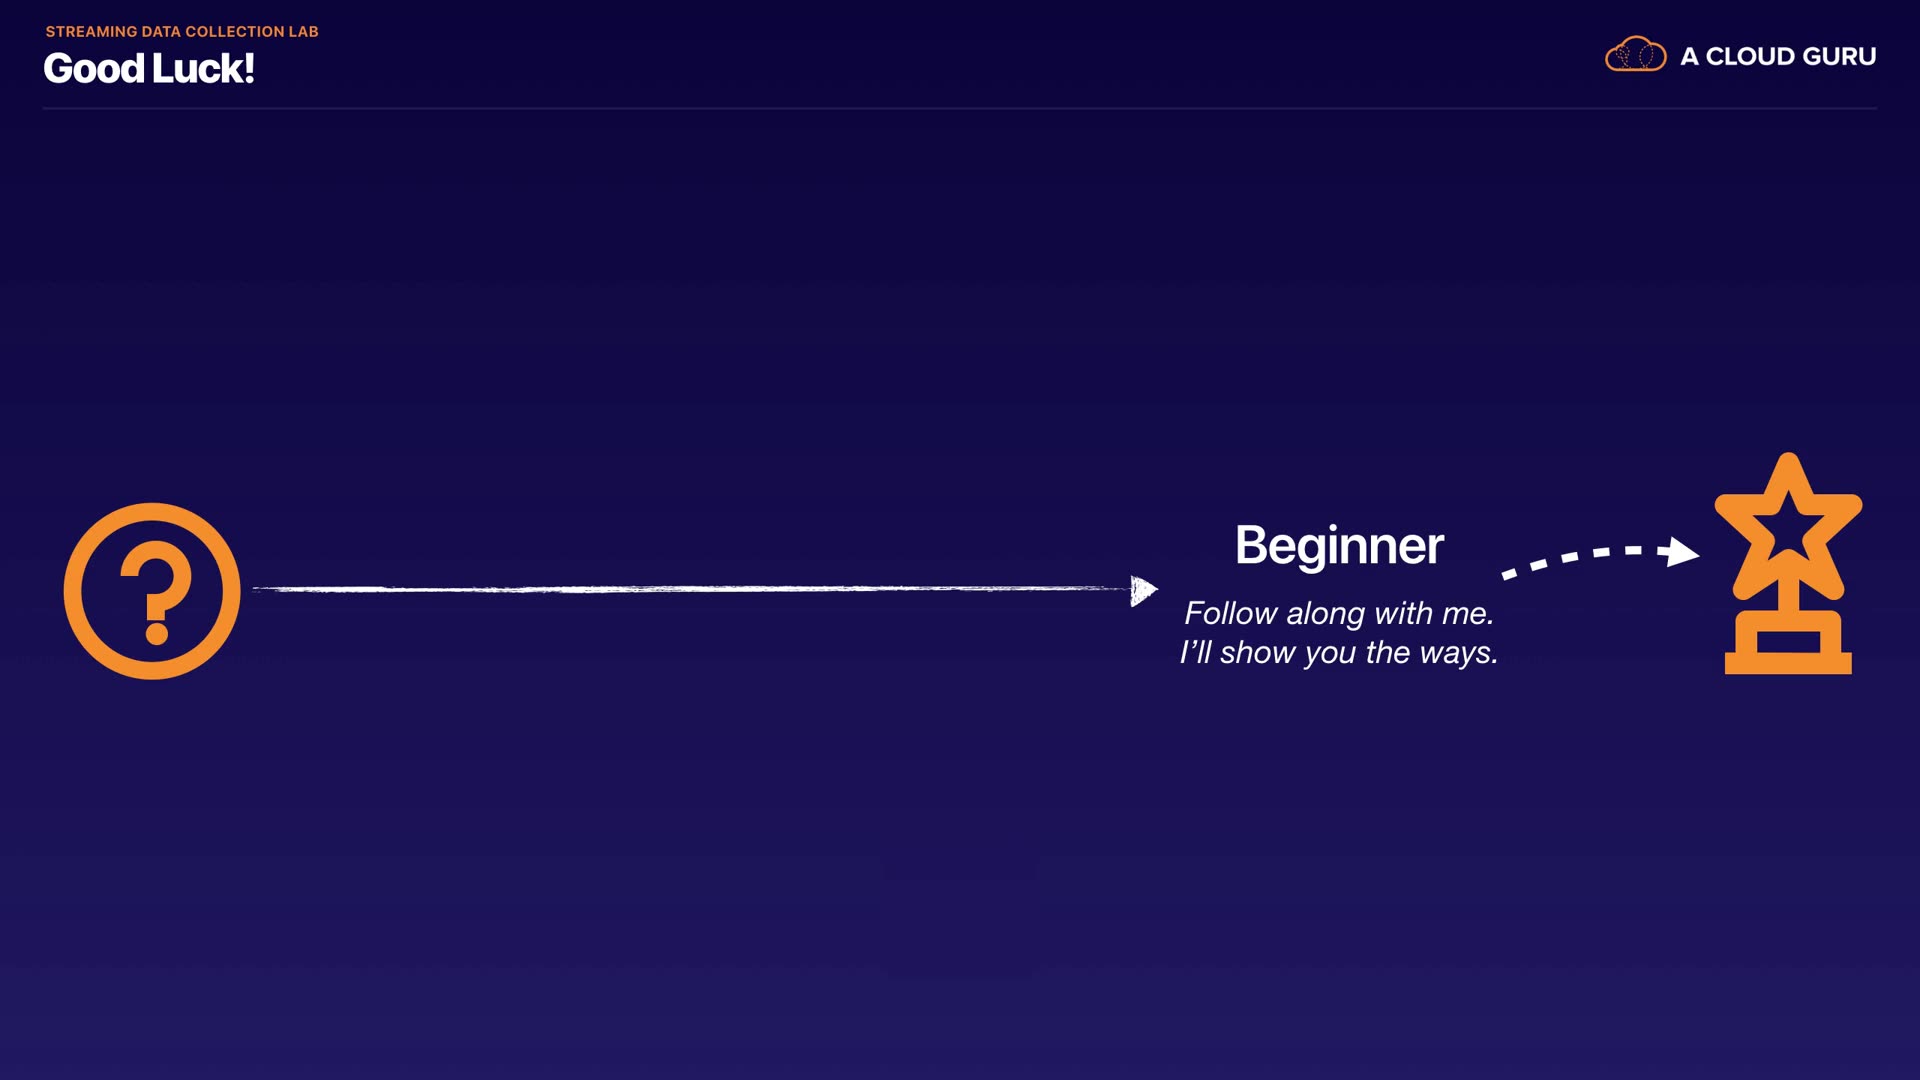 STREAMING DATA COLLECTION LAB
Good Luck!
A CLOUD GURU
?
Beginner
Follow along with me.
I’ll show you the ways.